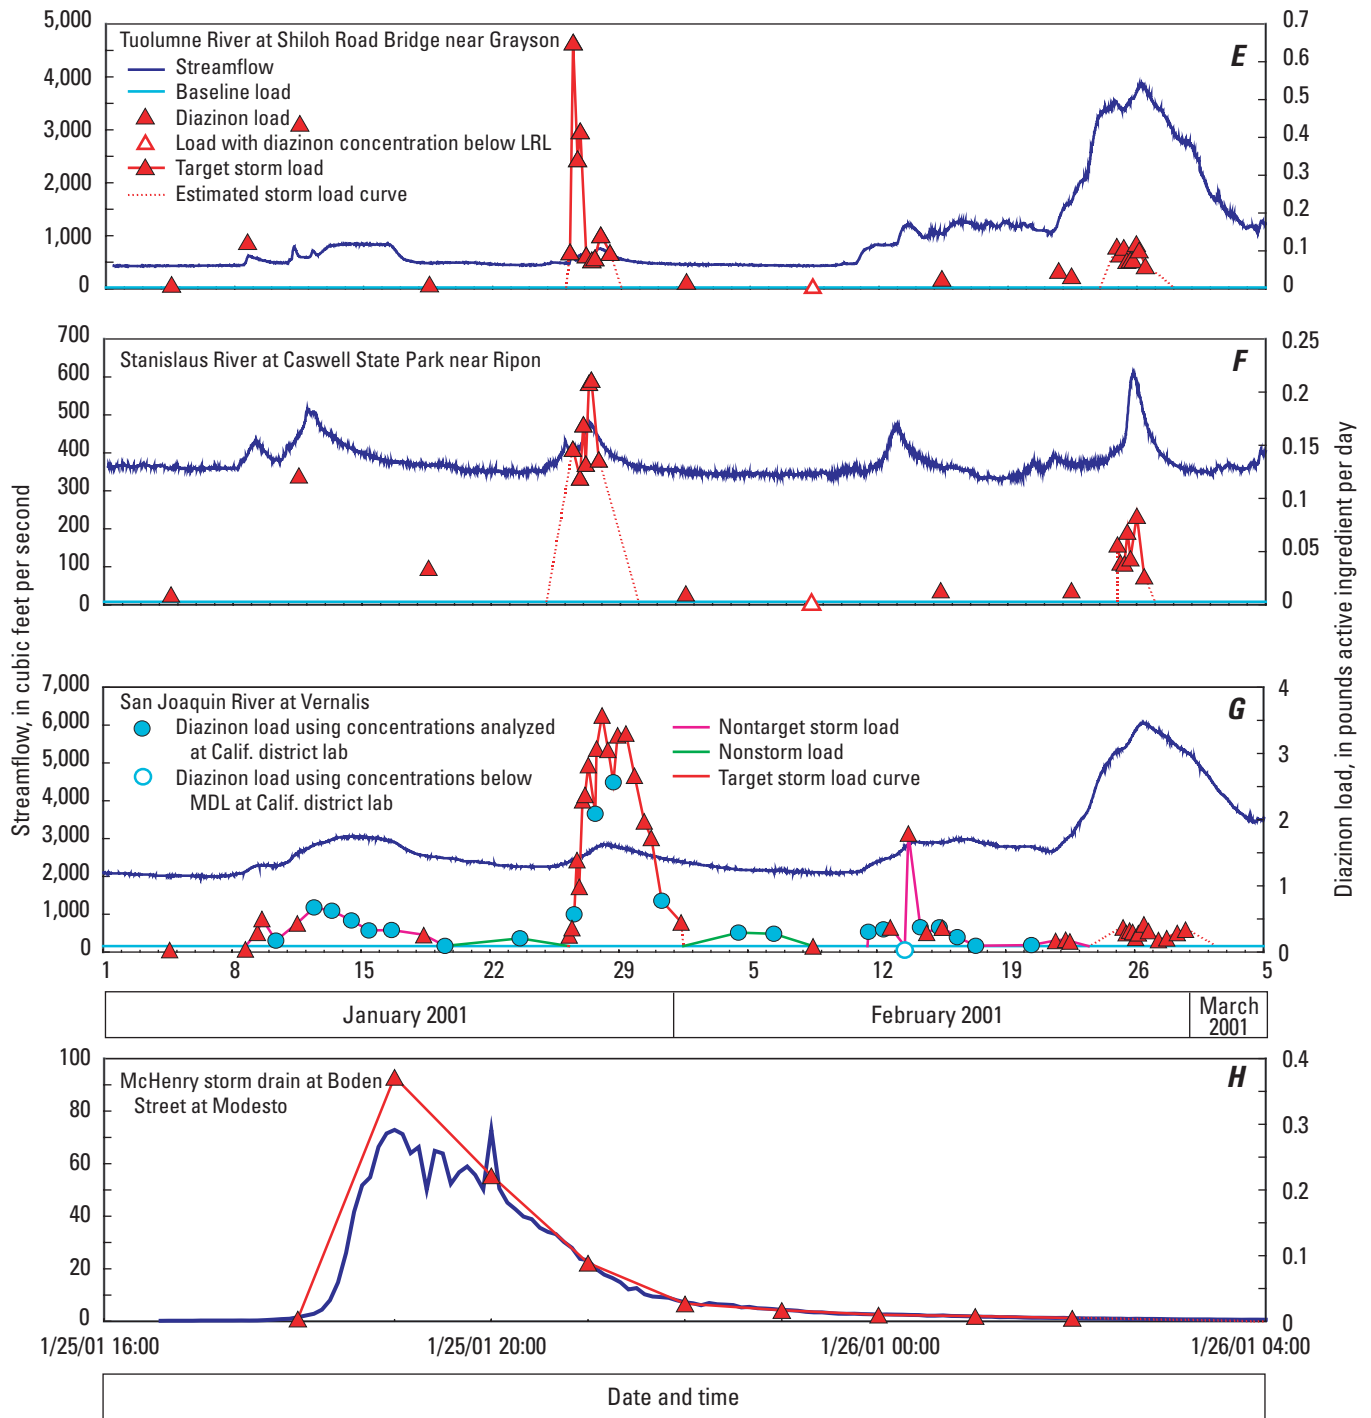 5,000
4,000
3,000
2,000
1,000
0
Tuolumne River at Shiloh Road Bridge near Grayson
Streamflow
Baseline load
Diazinon load
Load with diazinon concentration below LRL
Target storm load
Estimated storm load curve
E
0.7
0.6
0.5
0.4
0.3
0.2
0.1
0
700
600
500
400
300
200
100
0
Stanislaus River at Caswell State Park near Ripon
F
0.25
0.2
0.15
0.1
0.05
0
Streamflow, in cubic feet per second
Diazinon load, in pounds active ingredient per day
7,000
6,000
5,000
4,000
3,000
2,000
1,000
0
San Joaquin River at Vernalis
Diazinon load using concentrations analyzed
at Calif. district lab
Diazinon load using concentrations below
MDL at Calif. district lab
Nontarget storm load
Nonstorm load
Target storm load curve
G
4
3
2
1
0
1 8 15 22 29 5 12 19 26 5
January 2001
February 2001
March
2001
100
80
60
40
20
0
McHenry storm drain at Boden
Street at Modesto
H
0.4
0.3
0.2
0.1
0
1/25/01 16:00 1/25/01 20:00 1/26/01 00:00 1/26/01 04:00
Date and time